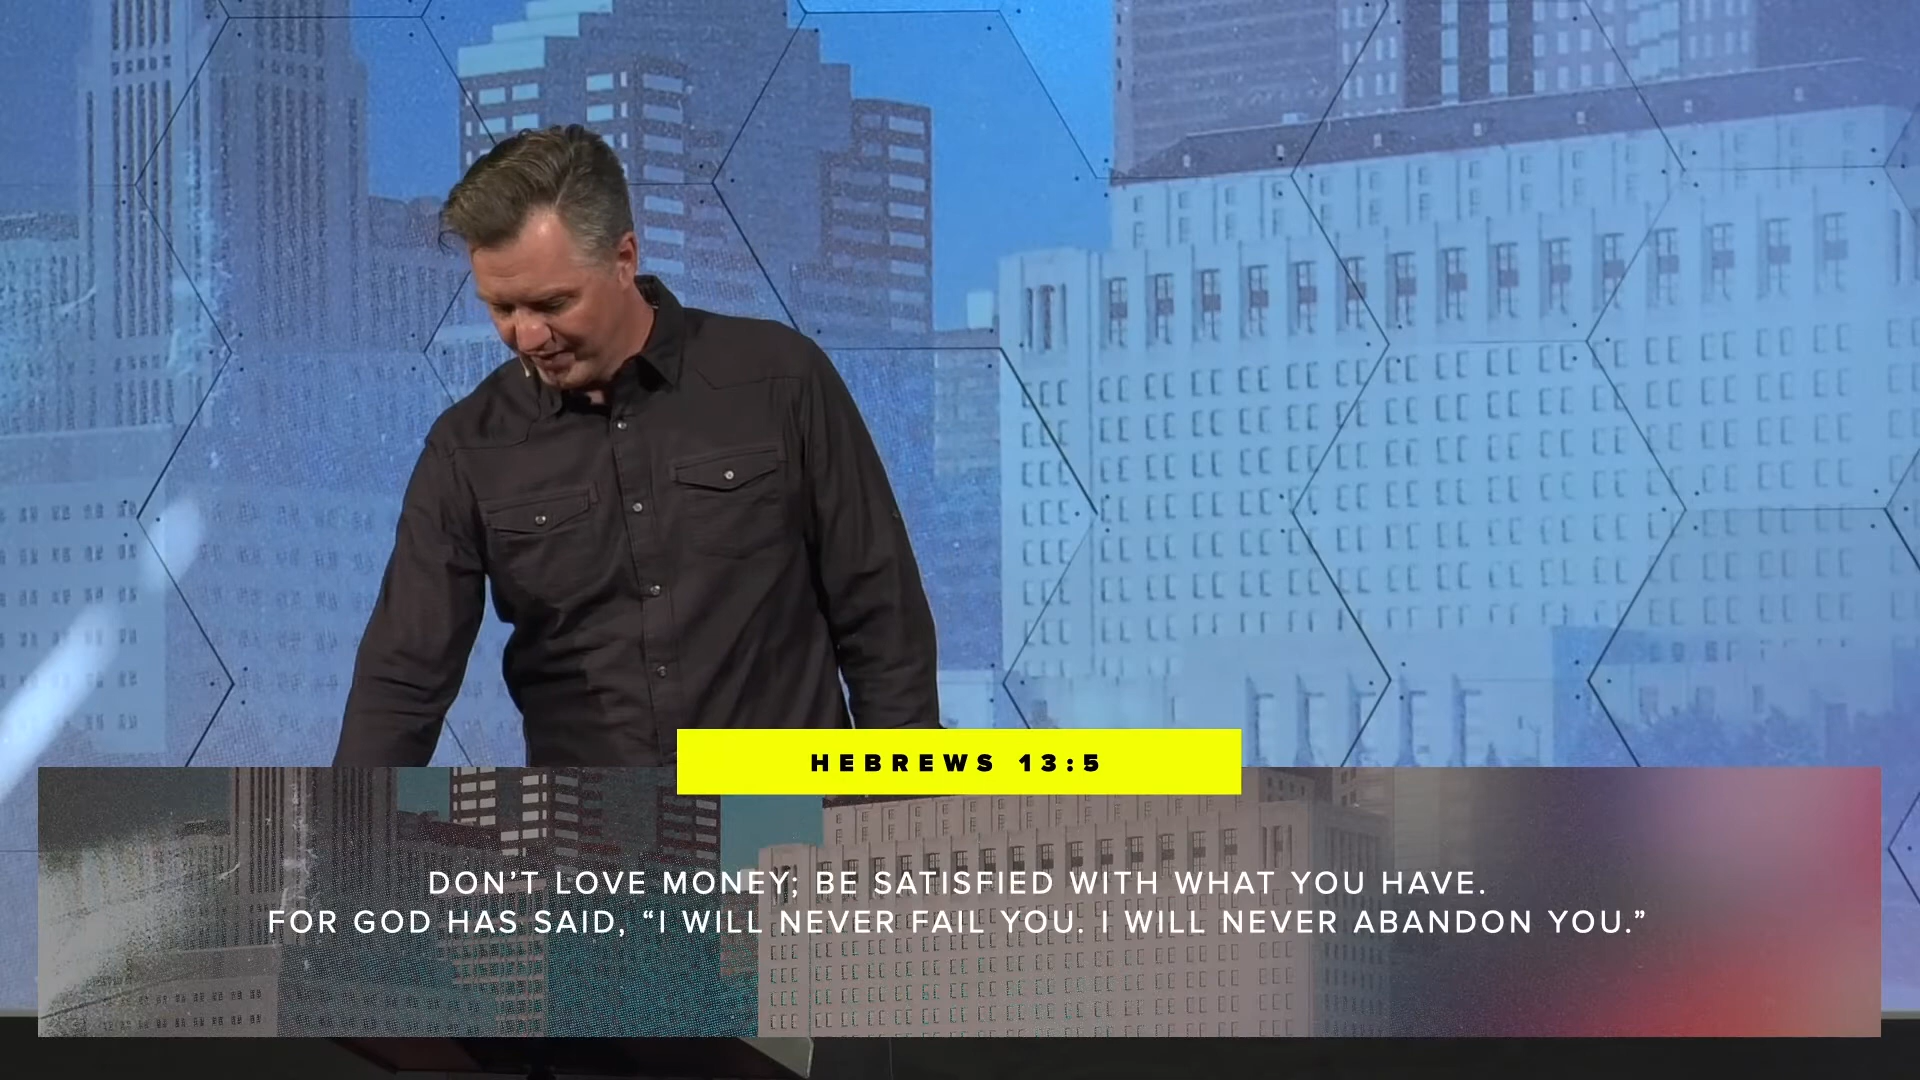 HEBREWS 13:5
DON’T LOVE MONEY; BE SATISFIED WITH WHAT YOU HAVE.
FOR GOD HAS SAID, “I WILL NEVER FAIL YOU. I WILL NEVER ABANDON YOU.”